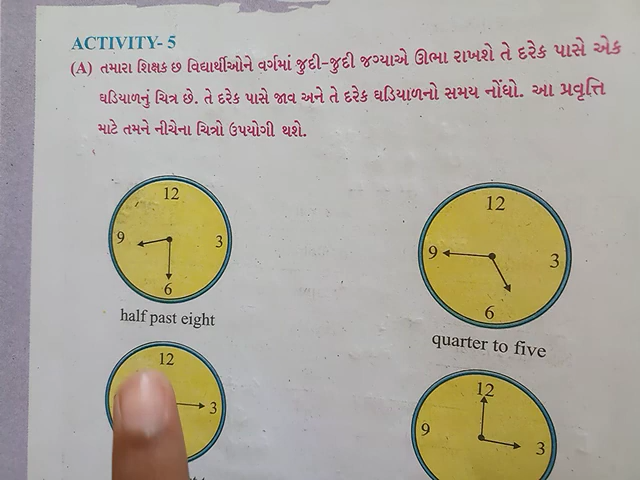 ACTIVITY- 5
(A) તમારા શિક્ષક છ વિદ્યાર્થીઓને વર્ગમાં જુદી-જુદી જગ્યાએ ઊભા રાખશે તે દરેક પાસે એક
ઘડિયાળનું ચિત્ર છે. તે દરેક પાસે જાવ અને તે દરેક ઘડિયાળનો સમય નોંધો. આ પ્રવૃત્તિ
માટે તમને નીચેના ચિત્રો ઉપયોગી થશે.
12
9 3
6
half past eight
12
9 3
6
quarter to five
12
3
12
9 3